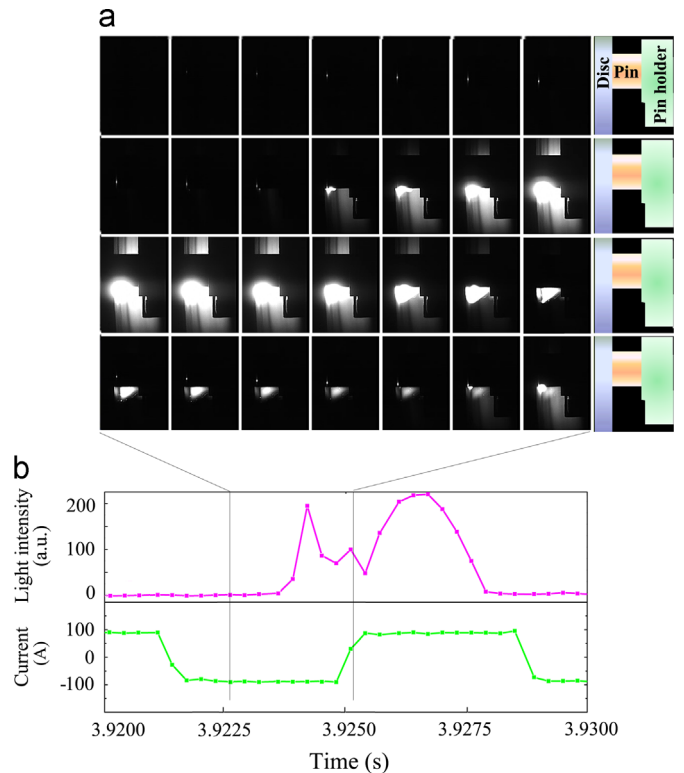 a
Disc
Pin
Pin holder
b
Light intensity
(a.u.)
200
100
0
Current
(A)
100
0
-100
3.9200 3.9225 3.9250 3.9275 3.9300
Time (s)